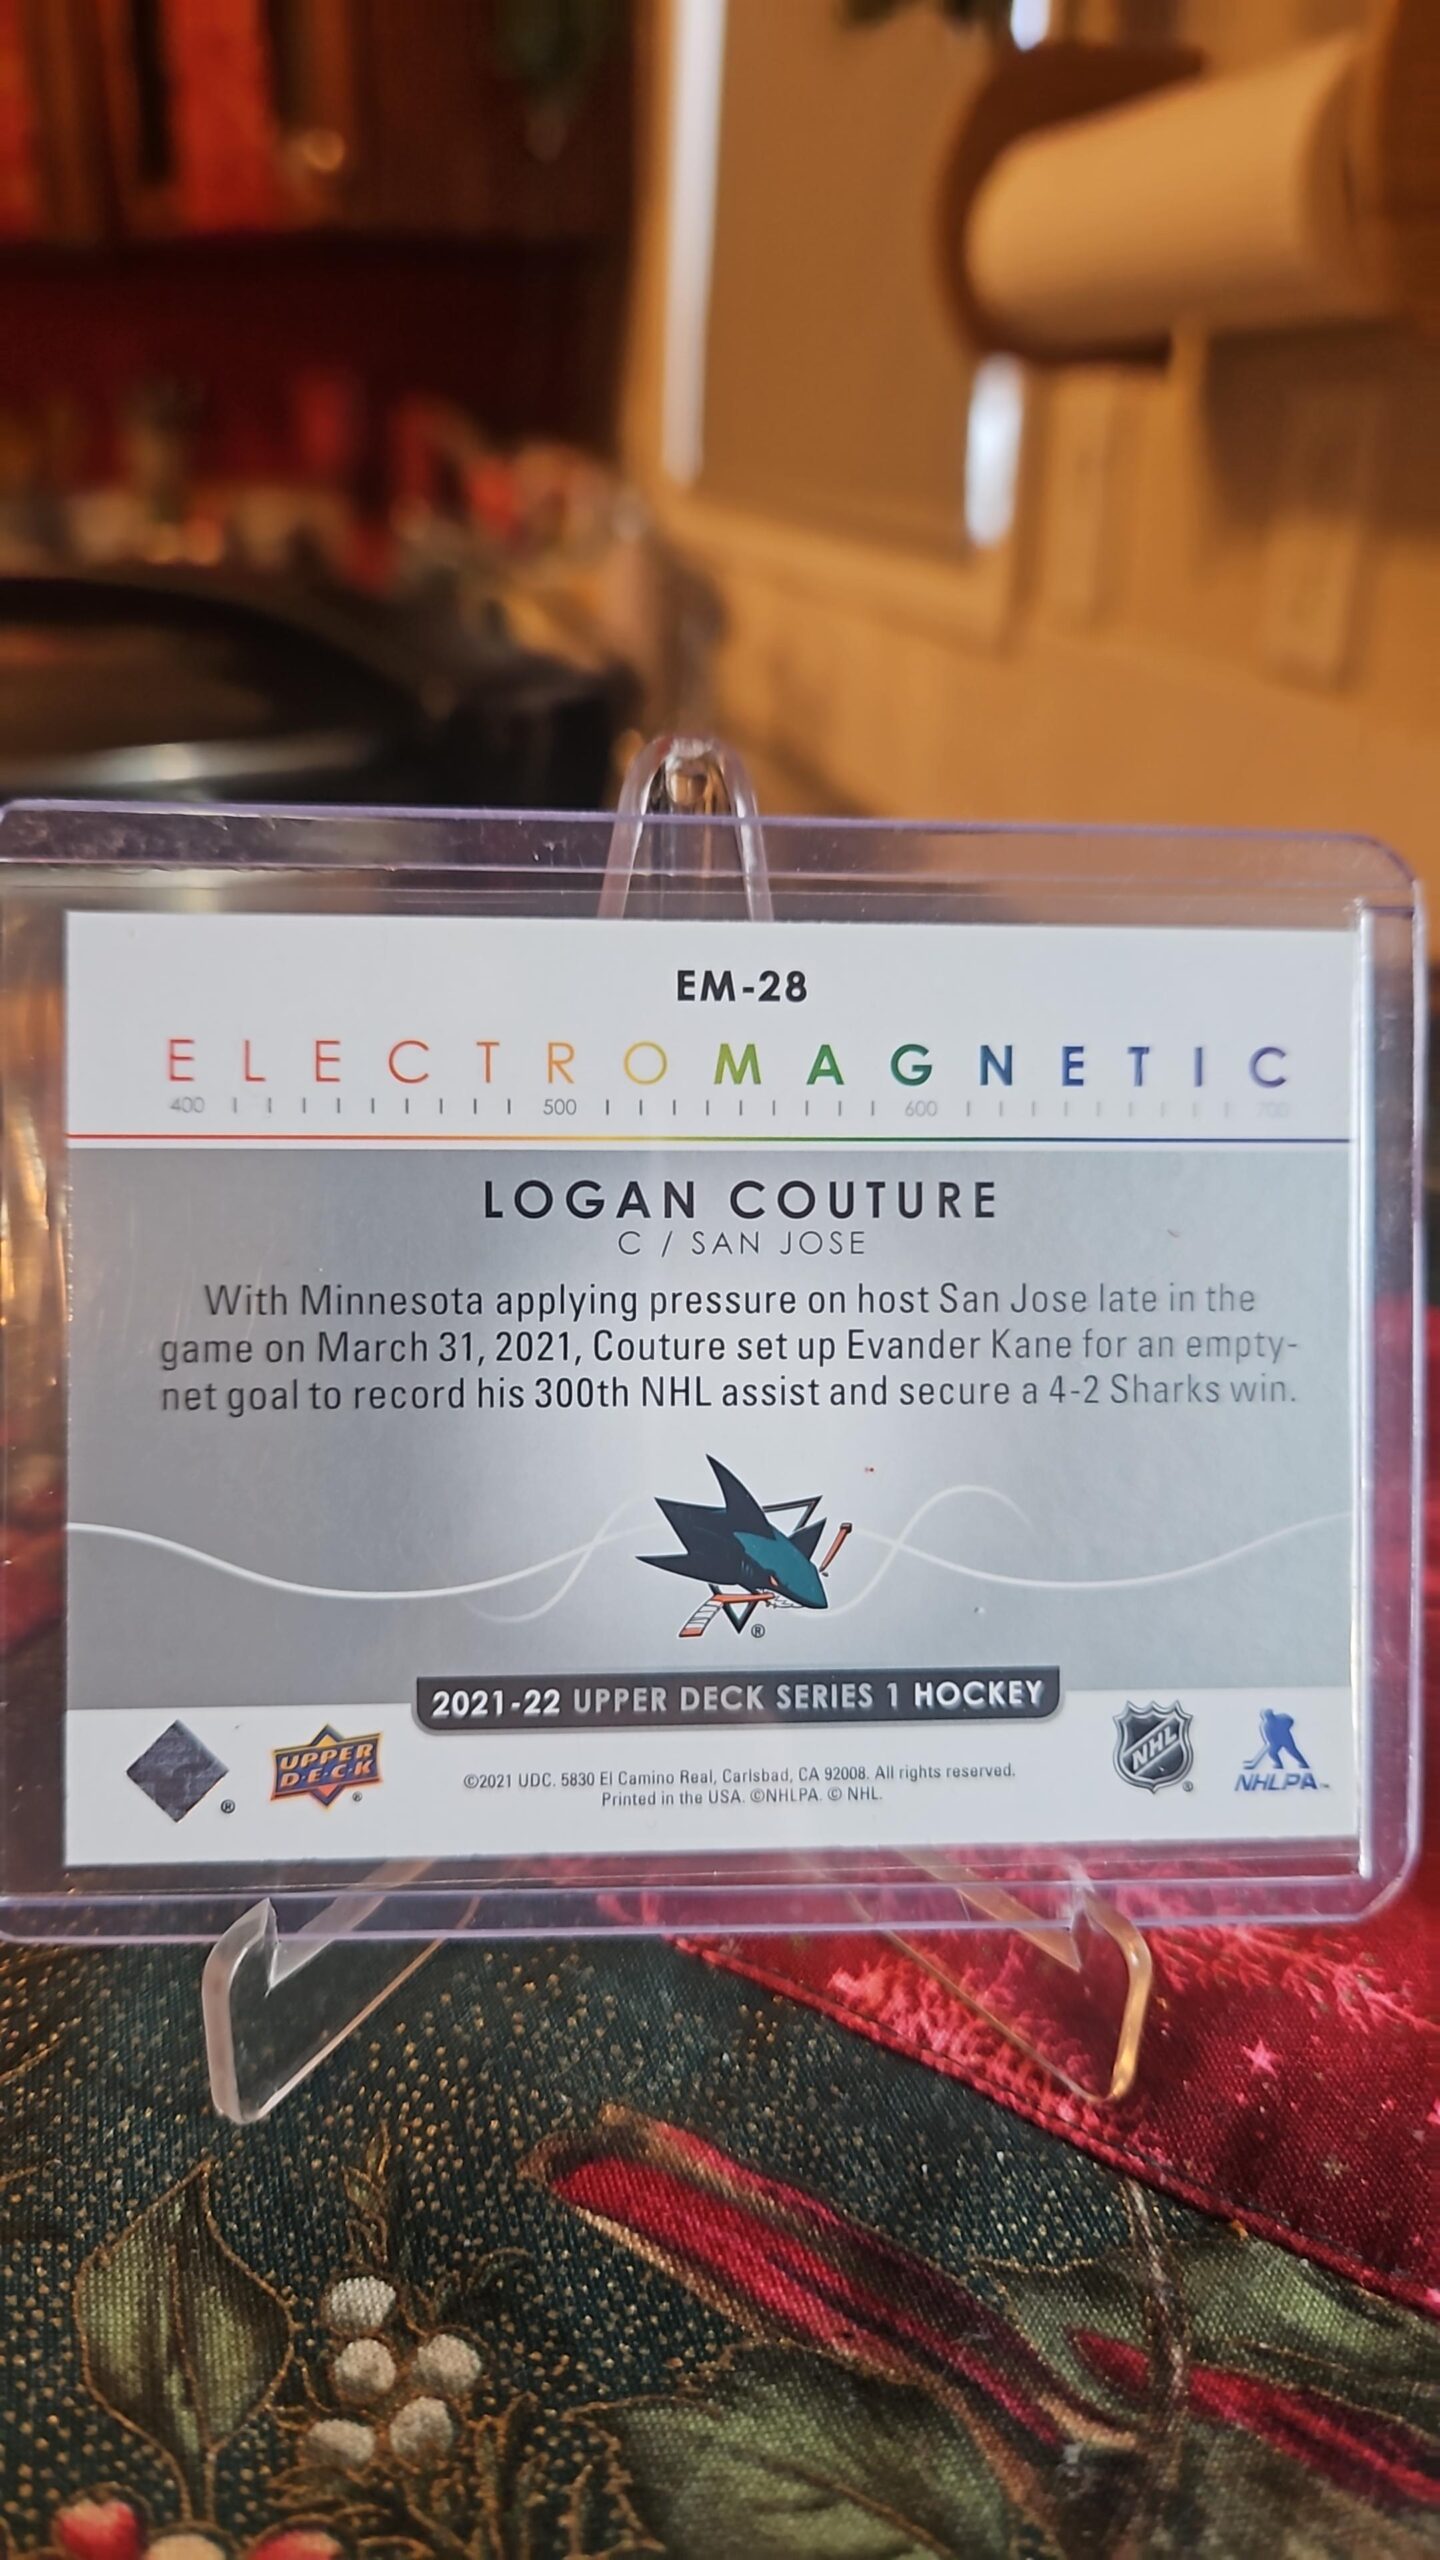 EM-28
ELECTROMAGNETIC
400 500 600 700
LOGAN COUTURE
C / SAN JOSE
With Minnesota applying pressure on host San Jose late in the
game on March 31, 2021, Couture set up Evander Kane for an empty-
net goal to record his 300th NHL assist and secure a 4-2 Sharks win.
®
2021-22 UPPER DECK SERIES 1 HOCKEY
®
UPPER
D·E·C·K
®
©2021 UDC. 5830 El Camino Real, Carlsbad, CA 92008. All rights reserved.
Printed in the USA. ©NHLPA. © NHL.
NHL
®
NHLPA™